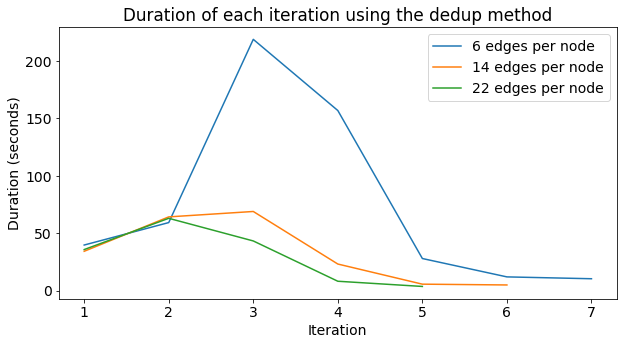 Duration of each iteration using the dedup method
6 edges per node
14 edges per node
22 edges per node
Duration (seconds)
200
150
100
50
0
1 2 3 4 5 6 7
Iteration